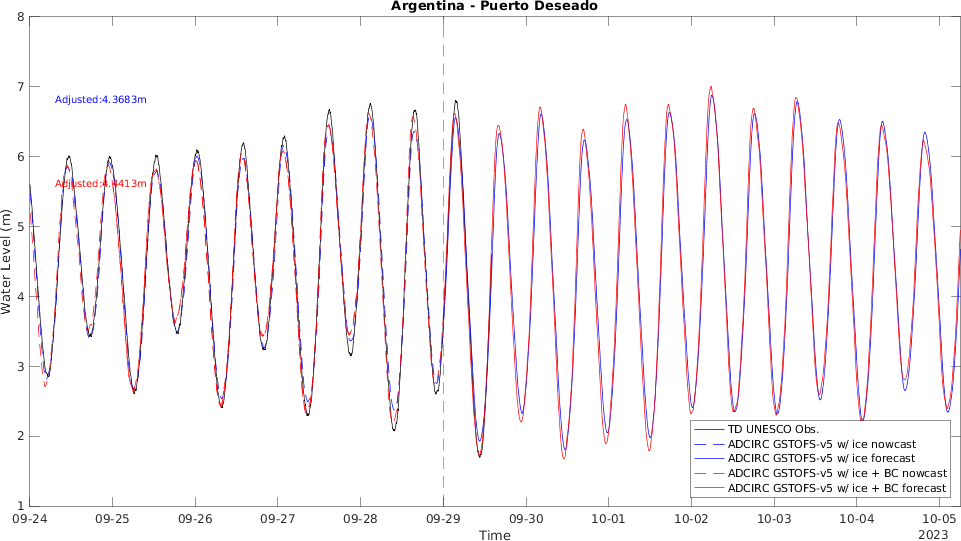 Argentina - Puerto Deseado
8
7
6
5
4
3
2
1
Water Level (m)
Adjusted:4.3683m
Adjusted:4.4413m
TD UNESCO Obs.
ADCIRC GSTOFS-v5 w/ ice nowcast
ADCIRC GSTOFS-v5 w/ ice forecast
ADCIRC GSTOFS-v5 w/ ice + BC nowcast
ADCIRC GSTOFS-v5 w/ ice + BC forecast
09-24 09-25 09-26 09-27 09-28 09-29 09-30 10-01 10-02 10-03 10-04 10-05
Time
2023